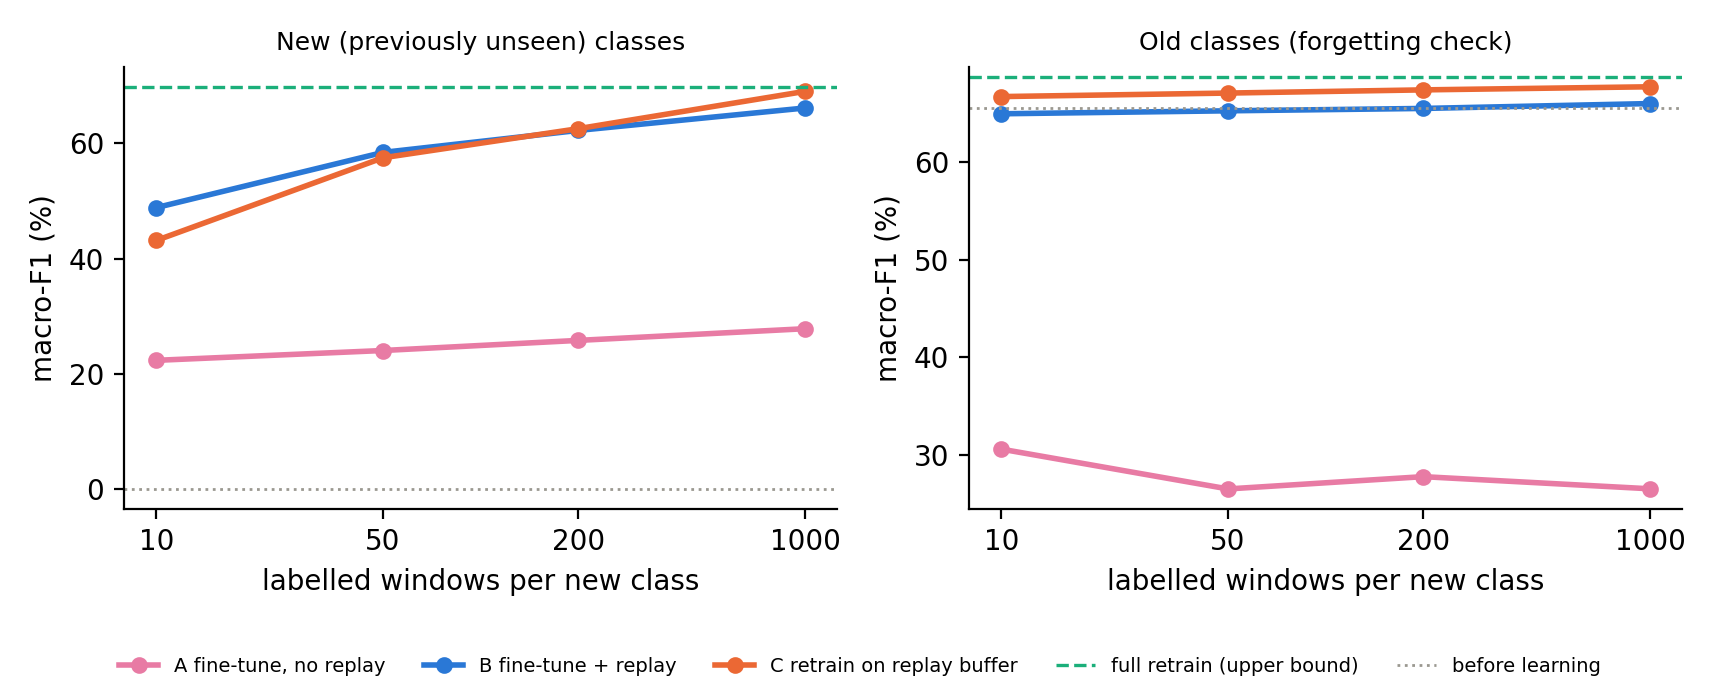 New (previously unseen) classes
macro-F1 (%)
60
40
20
0
10 50 200 1000
labelled windows per new class
Old classes (forgetting check)
macro-F1 (%)
60
50
40
30
10 50 200 1000
labelled windows per new class
A fine-tune, no replay B fine-tune + replay C retrain on replay buffer full retrain (upper bound) before learning